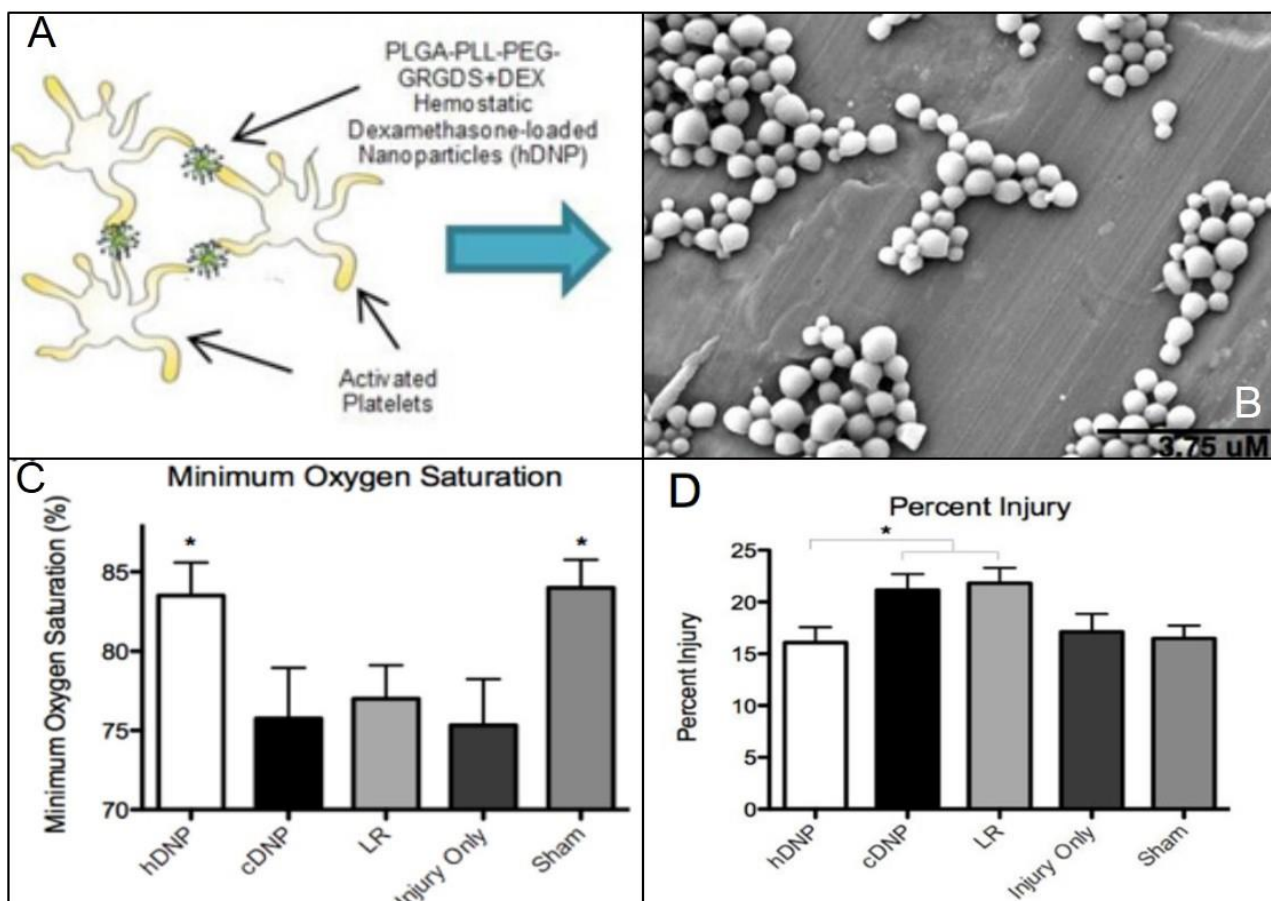 A
PLGA-PLL-PEG-
GRGDS+DEX
Hemostatic
Dexamethasone-loaded
Nanoparticles (hDNP)
Activated
Platelets
B
3.75 uM
C
Minimum Oxygen Saturation
Minimum Oxygen Saturation (%)
85
80
75
70
hDNP
cDNP
LR
Injury Only
Sham
*
*
D
Percent Injury
*
Percent Injury
25
20
15
10
5
0
hDNP
cDNP
LR
Injury Only
Sham